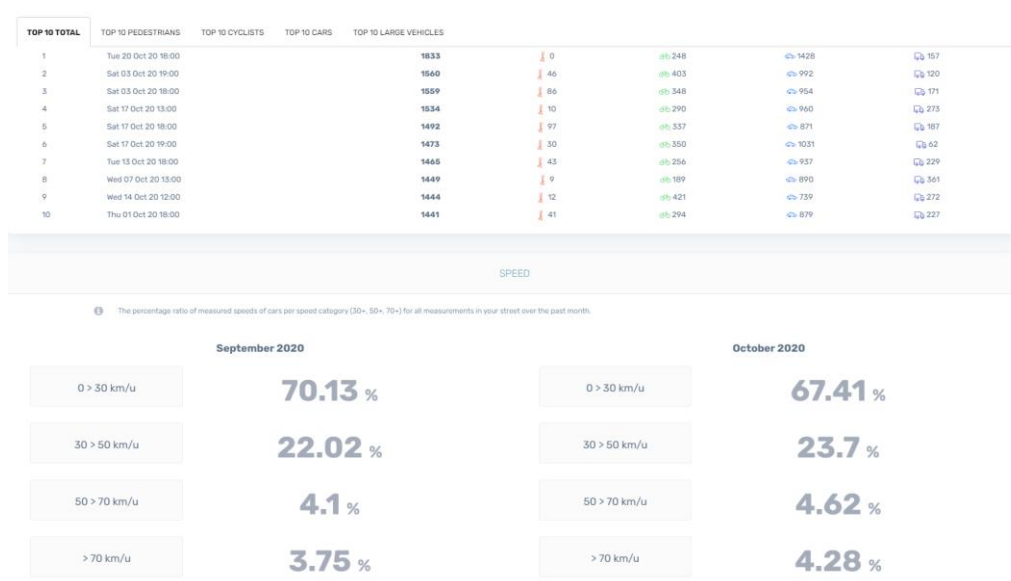 TOP 10 TOTAL TOP 10 PEDESTRIANS TOP 10 CYCLISTS TOP 10 CARS TOP 10 LARGE VEHICLES
1 Tue 20 Oct 20 18:00 1833 0 248 1428 157
2 Sat 03 Oct 20 19:00 1560 46 403 992 120
3 Sat 03 Oct 20 18:00 1559 86 348 954 171
4 Sat 17 Oct 20 13:00 1534 10 290 960 273
5 Sat 17 Oct 20 18:00 1492 97 337 871 187
6 Sat 17 Oct 20 19:00 1473 30 350 1031 62
7 Tue 13 Oct 20 18:00 1465 43 256 937 229
8 Wed 07 Oct 20 13:00 1449 9 189 890 361
9 Wed 14 Oct 20 12:00 1444 12 421 739 272
10 Thu 01 Oct 20 18:00 1441 41 294 879 227
SPEED
The percentage ratio of measured speeds of cars per speed category (30+, 50+, 70+) for all measurements in your street over the past month.
September 2020 October 2020
0 > 30 km/u 70.13 % 0 > 30 km/u 67.41 %
30 > 50 km/u 22.02 % 30 > 50 km/u 23.7 %
50 > 70 km/u 4.1 % 50 > 70 km/u 4.62 %
> 70 km/u 3.75 % > 70 km/u 4.28 %